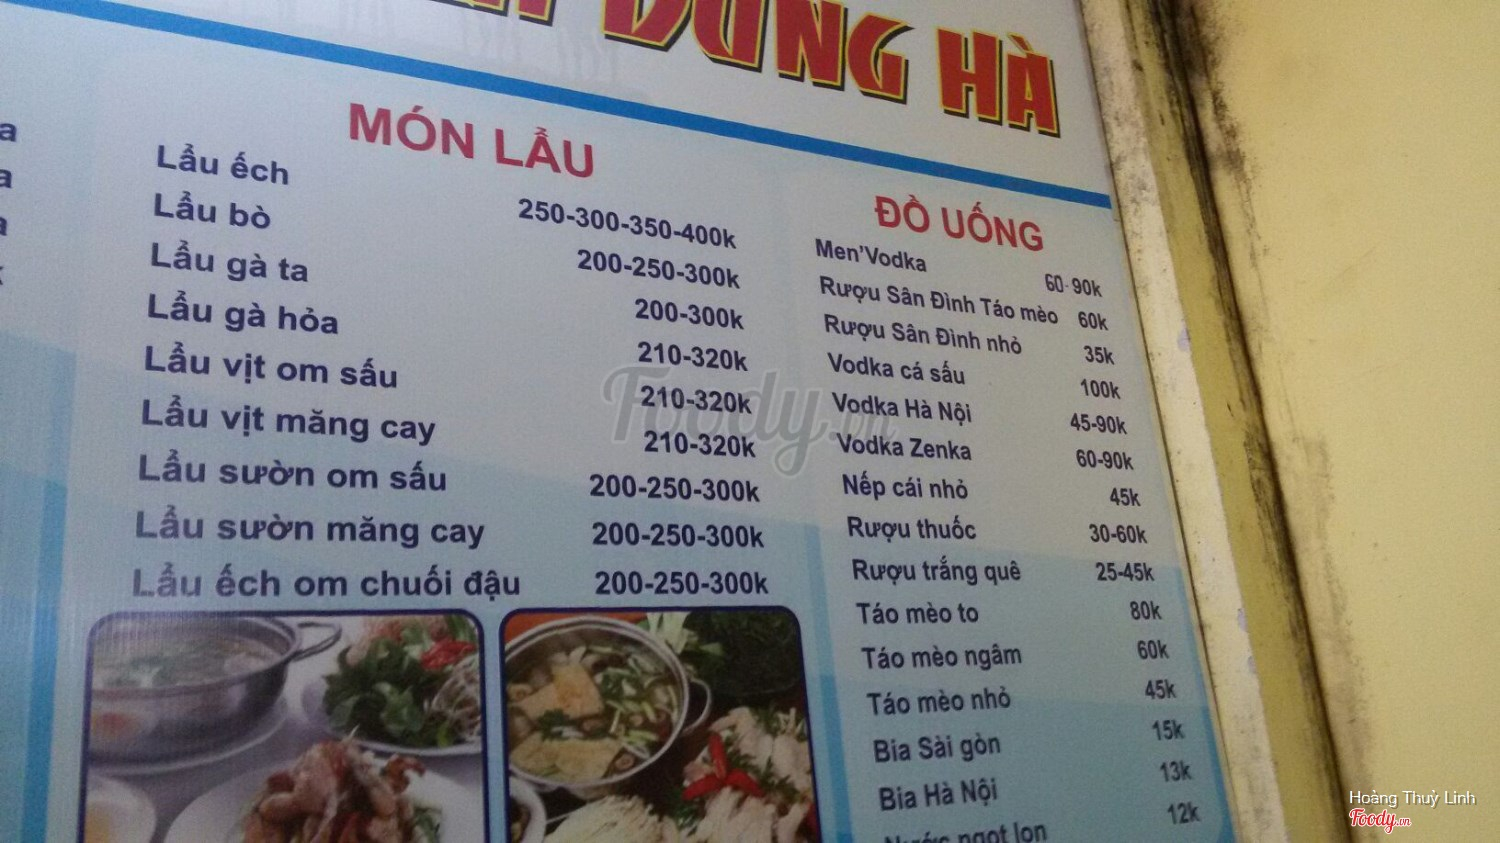 DUNG HÀ
MÓN LẨU
Lẩu ếch 250-300-350-400k
Lẩu bò 200-250-300k
Lẩu gà ta 200-300k
Lẩu gà hỏa 210-320k
Lẩu vịt om sấu 210-320k
Lẩu vịt măng cay 210-320k
Lẩu sườn om sấu 200-250-300k
Lẩu sườn măng cay 200-250-300k
Lẩu ếch om chuối đậu 200-250-300k
ĐỒ UỐNG
Men'Vodka 60-90k
Rượu Sân Đình Táo mèo 60k
Rượu Sân Đình nhỏ 35k
Vodka cá sấu 100k
Vodka Hà Nội 45-90k
Vodka Zenka 60-90k
Nếp cái nhỏ 45k
Rượu thuốc 30-60k
Rượu trắng quê 25-45k
Táo mèo to 80k
Táo mèo ngâm 60k
Táo mèo nhỏ 45k
Bia Sài gòn 15k
Bia Hà Nội 13k
Nước ngọt lon 12k
Foody.vn
Hoàng Thuỳ Linh
Foody.vn